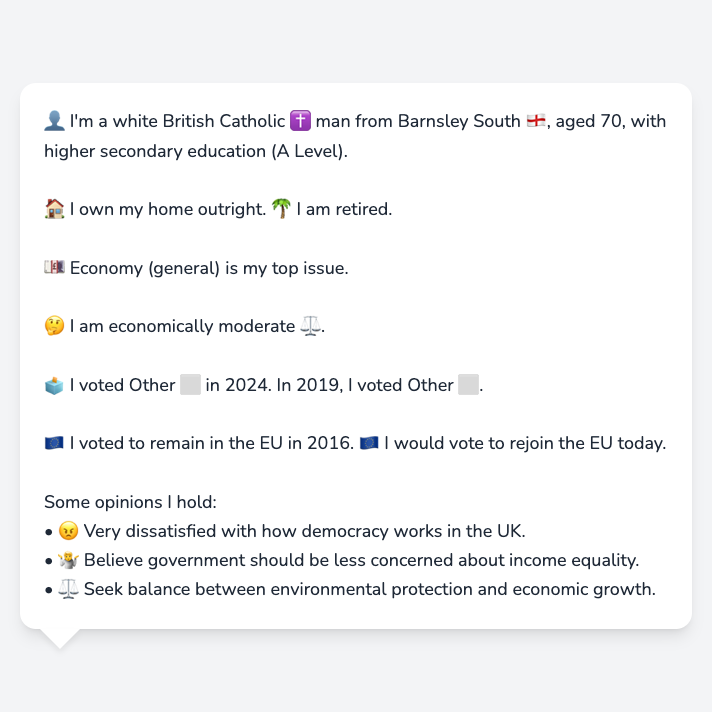 👤 I'm a white British Catholic ✝️ man from Barnsley South 🏴󠁧󠁢󠁥󠁮󠁧󠁿, aged 70, with
higher secondary education (A Level).
🏠 I own my home outright. 🌴 I am retired.
💷 Economy (general) is my top issue.
🤔 I am economically moderate ⚖️.
🗳️ I voted Other ⬜ in 2024. In 2019, I voted Other ⬜.
🇪🇺 I voted to remain in the EU in 2016. 🇪🇺 I would vote to rejoin the EU today.
Some opinions I hold:
• 😠 Very dissatisfied with how democracy works in the UK.
• 🤷 Believe government should be less concerned about income equality.
• ⚖️ Seek balance between environmental protection and economic growth.